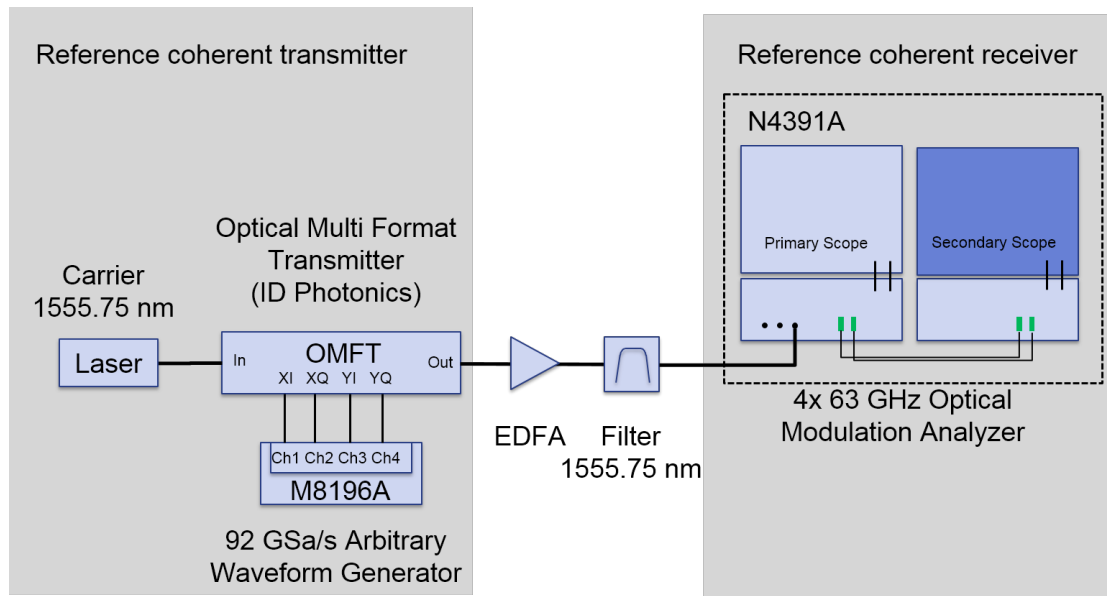 Reference coherent transmitter
Reference coherent receiver
N4391A
Primary Scope
Secondary Scope
4x 63 GHz Optical
Modulation Analyzer
Optical Multi Format
Transmitter
(ID Photonics)
Carrier
1555.75 nm
Laser
In
OMFT
Out
XI XQ YI YQ
Ch1 Ch2 Ch3 Ch4
M8196A
92 GSa/s Arbitrary
Waveform Generator
EDFA
Filter
1555.75 nm